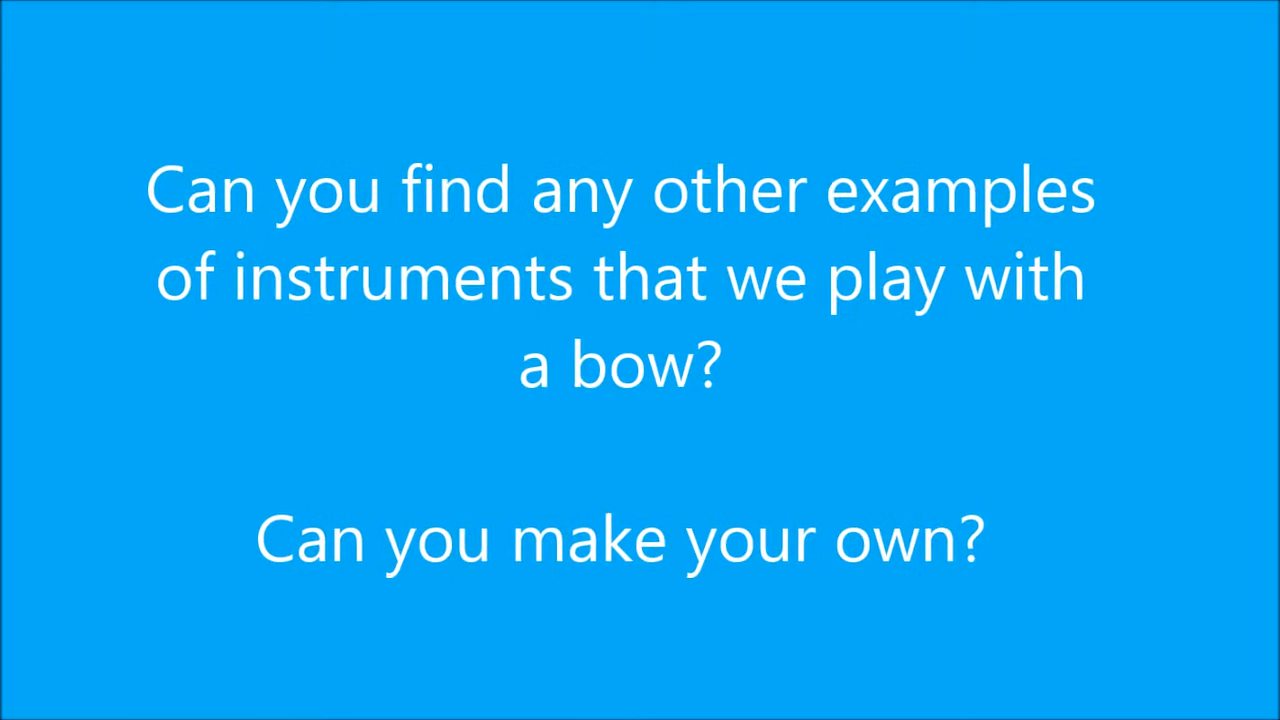 Can you find any other examples
of instruments that we play with
a bow?
Can you make your own?